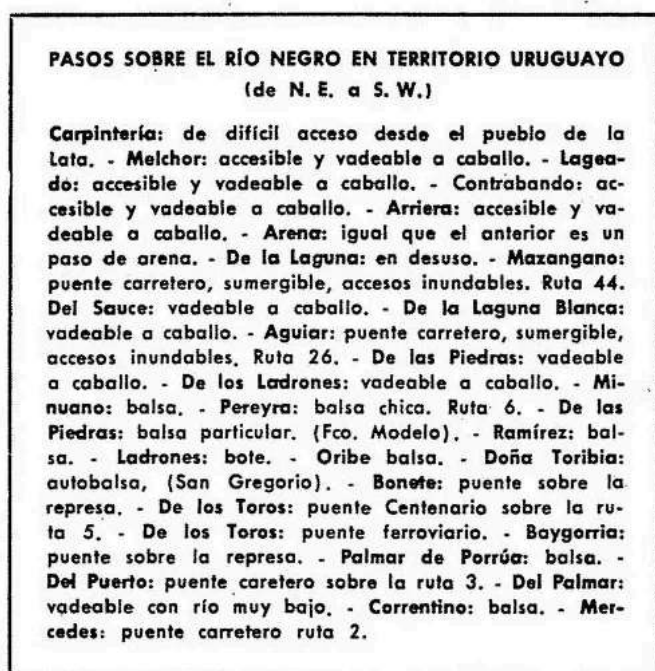 PASOS SOBRE EL RÍO NEGRO EN TERRITORIO URUGUAYO
(de N. E. a S. W.)
Carpintería: de difícil acceso desde el pueblo de la
Lata. - Melchor: accesible y vadeable a caballo. - Lagea-
do: accesible y vadeable a caballo. - Contrabando: ac-
cesible y vadeable a caballo. - Arriera: accesible y va-
deable a caballo. - Arena: igual que el anterior es un
paso de arena. - De la Laguna: en desuso. - Mazangano:
puente carretero, sumergible, accesos inundables. Ruta 44.
Del Sauce: vadeable a caballo. - De la Laguna Blanca:
vadeable a caballo. - Aguiar: puente carretero, sumergible,
accesos inundables. Ruta 26. - De las Piedras: vadeable
a caballo. - De los Ladrones: vadeable a caballo. - Mi-
nuano: balsa. - Pereyra: balsa chica. Ruta 6. - De las
Piedras: balsa particular. (Fco. Modelo). - Ramírez: bal-
sa. - Ladrones: bote. - Oribe balsa. - Doña Toribia:
autobalsa, (San Gregorio). - Bonete: puente sobre la
represa. - De los Toros: puente Centenario sobre la ru-
ta 5. - De los Toros: puente ferroviario. - Baygorria:
puente sobre la represa. - Palmar de Porrúa: balsa. -
Del Puerto: puente caretero sobre la ruta 3. - Del Palmar:
vadeable con río muy bajo. - Correntino: balsa. - Mer-
cedes: puente carretero ruta 2.